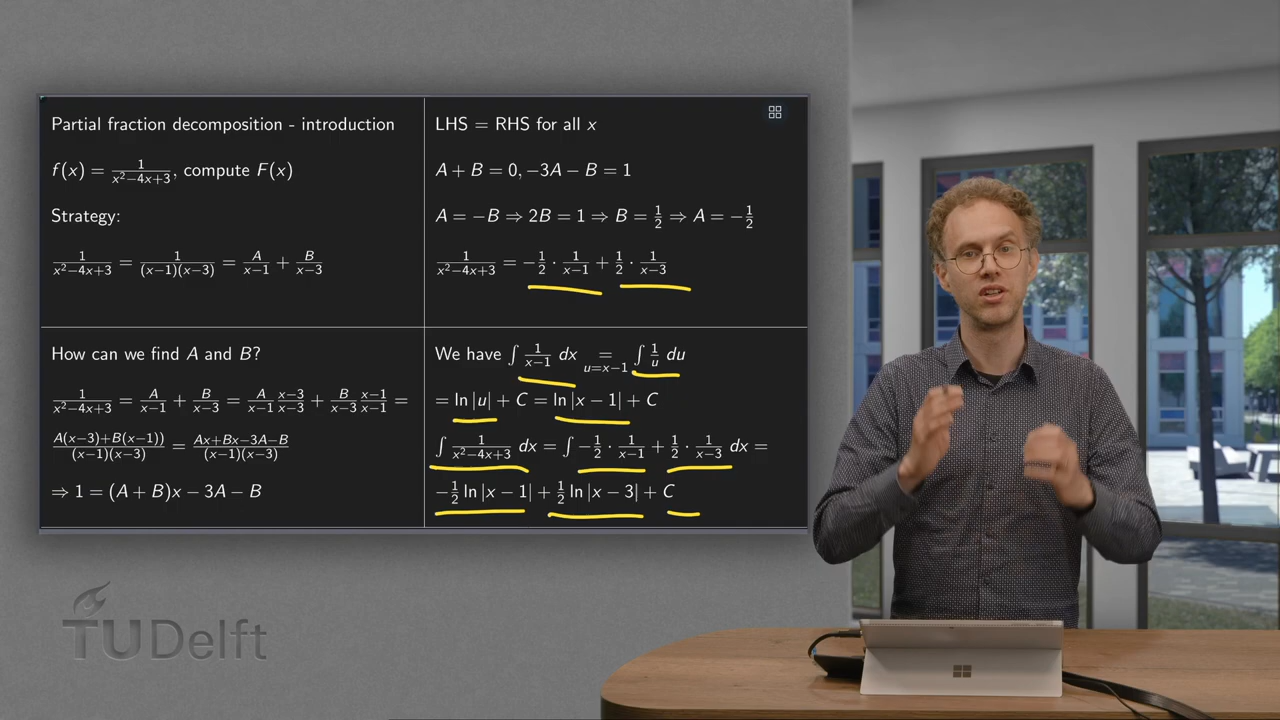 Partial fraction decomposition - introduction
f(x) = 1/(x²−4x+3), compute F(x)
Strategy:
1/(x²−4x+3) = 1/((x−1)(x−3)) = A/(x−1) + B/(x−3)
LHS = RHS for all x
A + B = 0, −3A − B = 1
A = −B ⇒ 2B = 1 ⇒ B = 1/2 ⇒ A = −1/2
1/(x²−4x+3) = −1/2 · 1/(x−1) + 1/2 · 1/(x−3)
How can we find A and B?
1/(x²−4x+3) = A/(x−1) + B/(x−3) = A/(x−1) (x−3)/(x−3) + B/(x−3) (x−1)/(x−1) =
(A(x−3)+B(x−1))/((x−1)(x−3)) = (Ax+Bx−3A−B)/((x−1)(x−3))
⇒ 1 = (A + B)x − 3A − B
We have ∫ 1/(x−1) dx = ∫ 1/u du
u=x−1
= ln |u| + C = ln |x − 1| + C
∫ 1/(x²−4x+3) dx = ∫ −1/2 · 1/(x−1) + 1/2 · 1/(x−3) dx =
−1/2 ln |x − 1| + 1/2 ln |x − 3| + C
TUDelft